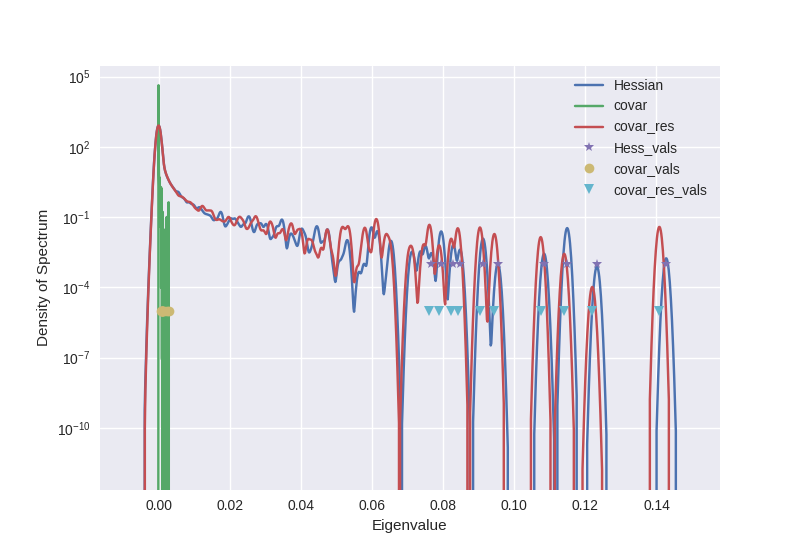 Hessian
covar
covar_res
Hess_vals
covar_vals
covar_res_vals
10^5
10^2
10^-1
10^-4
10^-7
10^-10
Density of Spectrum
0.00 0.02 0.04 0.06 0.08 0.10 0.12 0.14
Eigenvalue